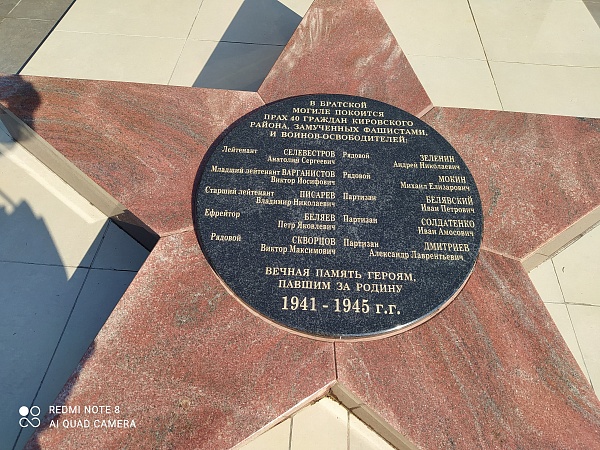 В БРАТСКОЙ
МОГИЛЕ ПОКОИТСЯ
ПРАХ 40 ГРАЖДАН КИРОВСКОГО
РАЙОНА, ЗАМУЧЕННЫХ ФАШИСТАМИ,
И ВОИНОВ-ОСВОБОДИТЕЛЕЙ:
Лейтенант СЕЛЕВЕСТРОВ
Анатолий Сергеевич
Младший лейтенант ВАРГАНИСТОВ
Виктор Иосифович
Старший лейтенант ПИСАРЕВ
Владимир Николаевич
Ефрейтор БЕЛЯЕВ
Петр Яковлевич
Рядовой СКВОРЦОВ
Виктор Максимович
Рядовой ЗЕЛЕНИН
Андрей Николаевич
Рядовой МОКИН
Михаил Елизарович
Партизан БЕЛЯВСКИЙ
Иван Петрович
Партизан СОЛДАТЕНКО
Иван Амосович
Партизан ДМИТРИЕВ
Александр Лаврентьевич
ВЕЧНАЯ ПАМЯТЬ ГЕРОЯМ,
ПАВШИМ ЗА РОДИНУ
1941 - 1945 г.г.
REDMI NOTE 8
AI QUAD CAMERA